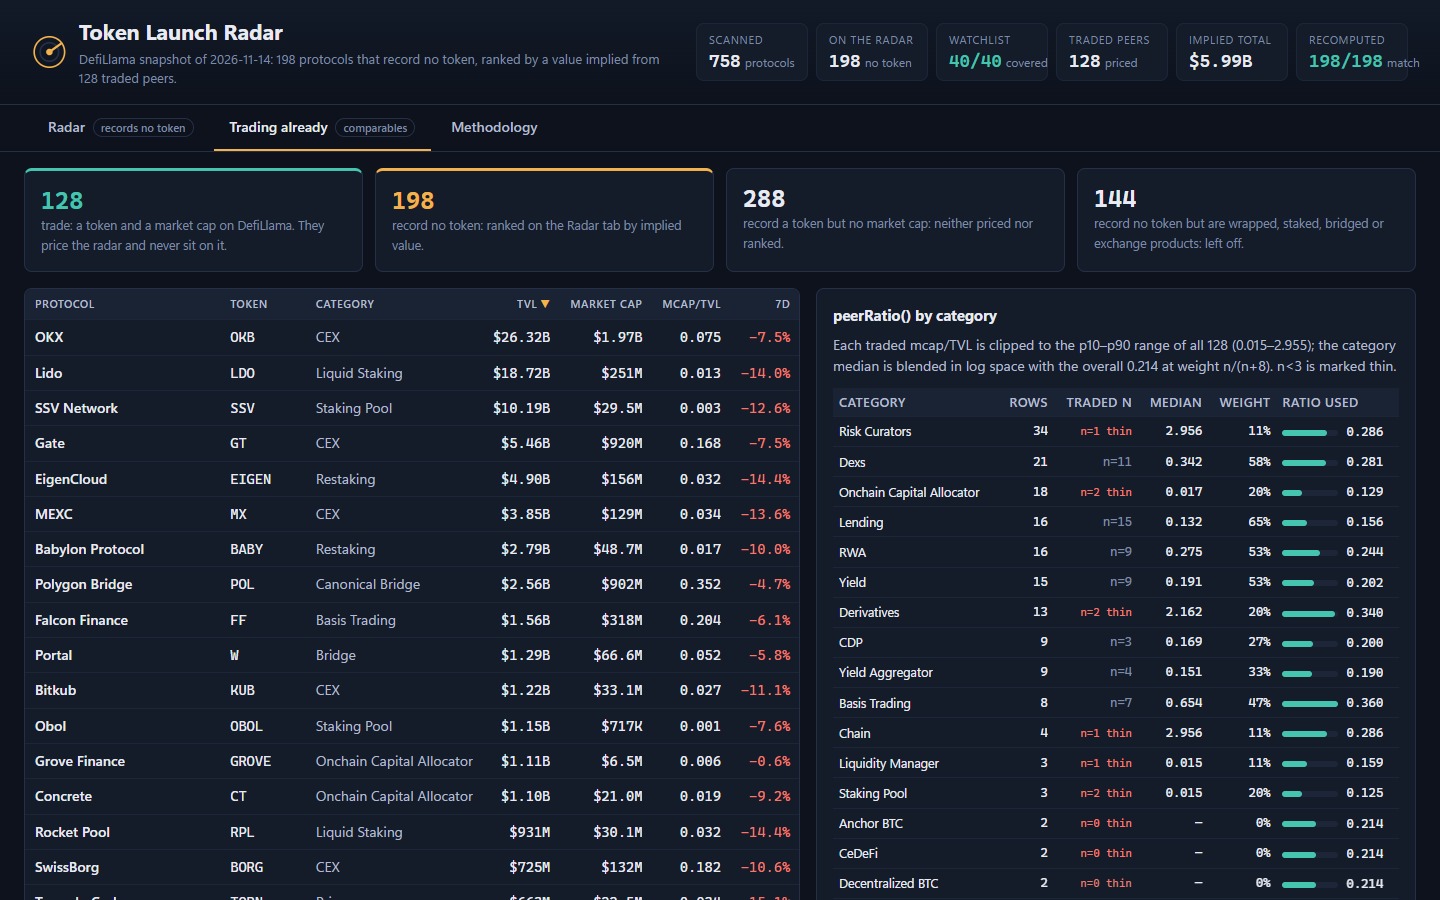 Token Launch Radar
DefiLlama snapshot of 2026-11-14: 198 protocols that record no token, ranked by a value implied from
128 traded peers.
SCANNED
758 protocols
ON THE RADAR
198 no token
WATCHLIST
40/40 covered
TRADED PEERS
128 priced
IMPLIED TOTAL
$5.99B
RECOMPUTED
198/198 match
Radar records no token
Trading already comparables
Methodology
128
trade: a token and a market cap on DefiLlama. They
price the radar and never sit on it.
198
record no token: ranked on the Radar tab by implied
value.
288
record a token but no market cap: neither priced nor
ranked.
144
record no token but are wrapped, staked, bridged or
exchange products: left off.
PROTOCOL TOKEN CATEGORY TVL ▼ MARKET CAP MCAP/TVL 7D
OKX OKB CEX $26.32B $1.97B 0.075 −7.5%
Lido LDO Liquid Staking $18.72B $251M 0.013 −14.0%
SSV Network SSV Staking Pool $10.19B $29.5M 0.003 −12.6%
Gate GT CEX $5.46B $920M 0.168 −7.5%
EigenCloud EIGEN Restaking $4.90B $156M 0.032 −14.4%
MEXC MX CEX $3.85B $129M 0.034 −13.6%
Babylon Protocol BABY Restaking $2.79B $48.7M 0.017 −10.0%
Polygon Bridge POL Canonical Bridge $2.56B $902M 0.352 −4.7%
Falcon Finance FF Basis Trading $1.56B $318M 0.204 −6.1%
Portal W Bridge $1.29B $66.6M 0.052 −5.8%
Bitkub KUB CEX $1.22B $33.1M 0.027 −11.1%
Obol OBOL Staking Pool $1.15B $717K 0.001 −7.6%
Grove Finance GROVE Onchain Capital Allocator $1.11B $6.5M 0.006 −0.6%
Concrete CT Onchain Capital Allocator $1.10B $21.0M 0.019 −9.2%
Rocket Pool RPL Liquid Staking $931M $30.1M 0.032 −14.4%
SwissBorg BORG CEX $725M $132M 0.182 −10.6%
peerRatio() by category
Each traded mcap/TVL is clipped to the p10–p90 range of all 128 (0.015–2.955); the category
median is blended in log space with the overall 0.214 at weight n/(n+8). n<3 is marked thin.
CATEGORY ROWS TRADED N MEDIAN WEIGHT RATIO USED
Risk Curators 34 n=1 thin 2.956 11% 0.286
Dexs 21 n=11 0.342 58% 0.281
Onchain Capital Allocator 18 n=2 thin 0.017 20% 0.129
Lending 16 n=15 0.132 65% 0.156
RWA 16 n=9 0.275 53% 0.244
Yield 15 n=9 0.191 53% 0.202
Derivatives 13 n=2 thin 2.162 20% 0.340
CDP 9 n=3 0.169 27% 0.200
Yield Aggregator 9 n=4 0.151 33% 0.190
Basis Trading 8 n=7 0.654 47% 0.360
Chain 4 n=1 thin 2.956 11% 0.286
Liquidity Manager 3 n=1 thin 0.015 11% 0.159
Staking Pool 3 n=2 thin 0.015 20% 0.125
Anchor BTC 2 n=0 thin — 0% 0.214
CeDeFi 2 n=0 thin — 0% 0.214
Decentralized BTC 2 n=0 thin — 0% 0.214